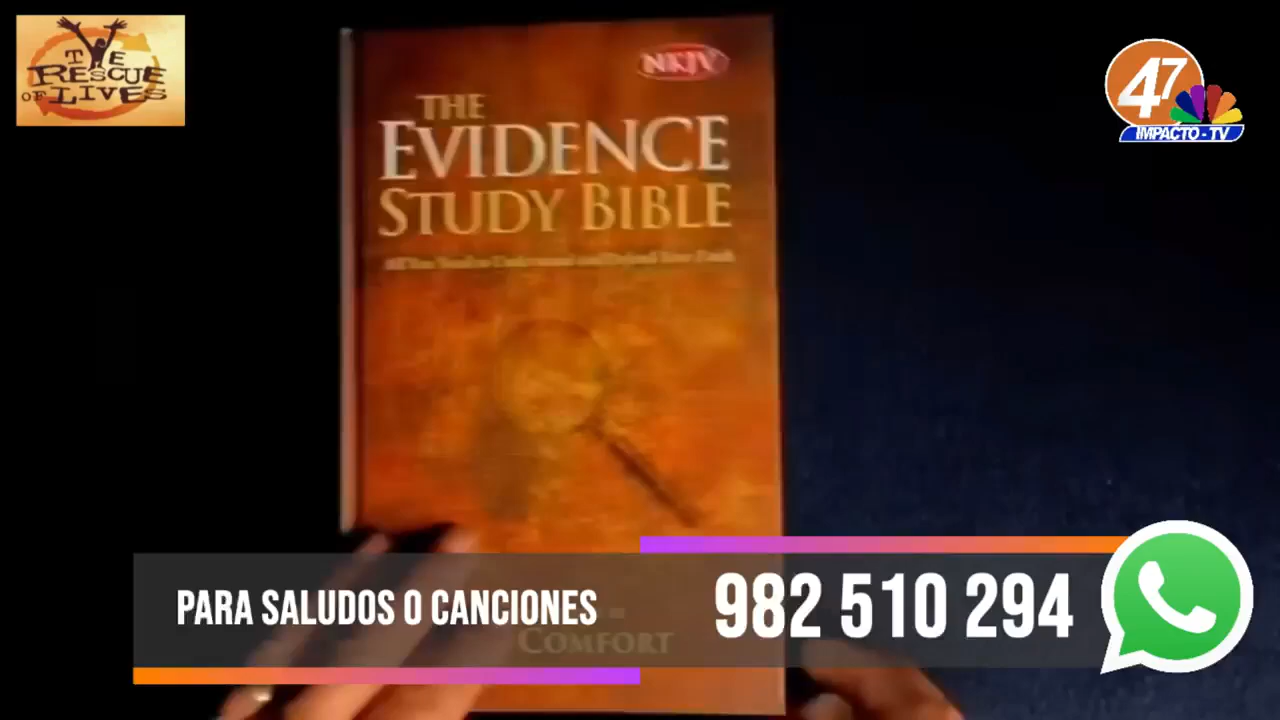 THE
RESCUE
OF LIVES
47
IMPACTO - TV
NKJV
THE
EVIDENCE
STUDY BIBLE
PARA SALUDOS O CANCIONES
982 510 294
COMFORT